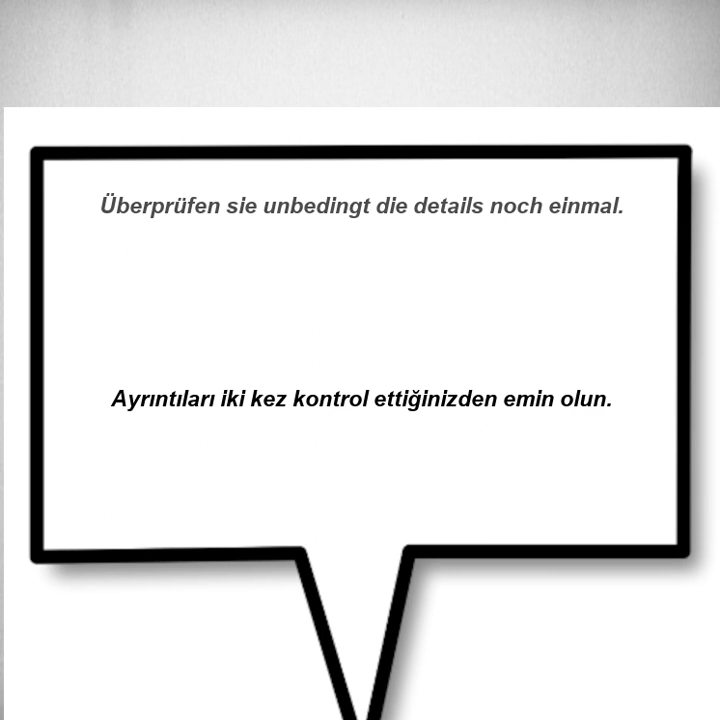 Überprüfen sie unbedingt die details noch einmal.
Ayrıntıları iki kez kontrol ettiğinizden emin olun.